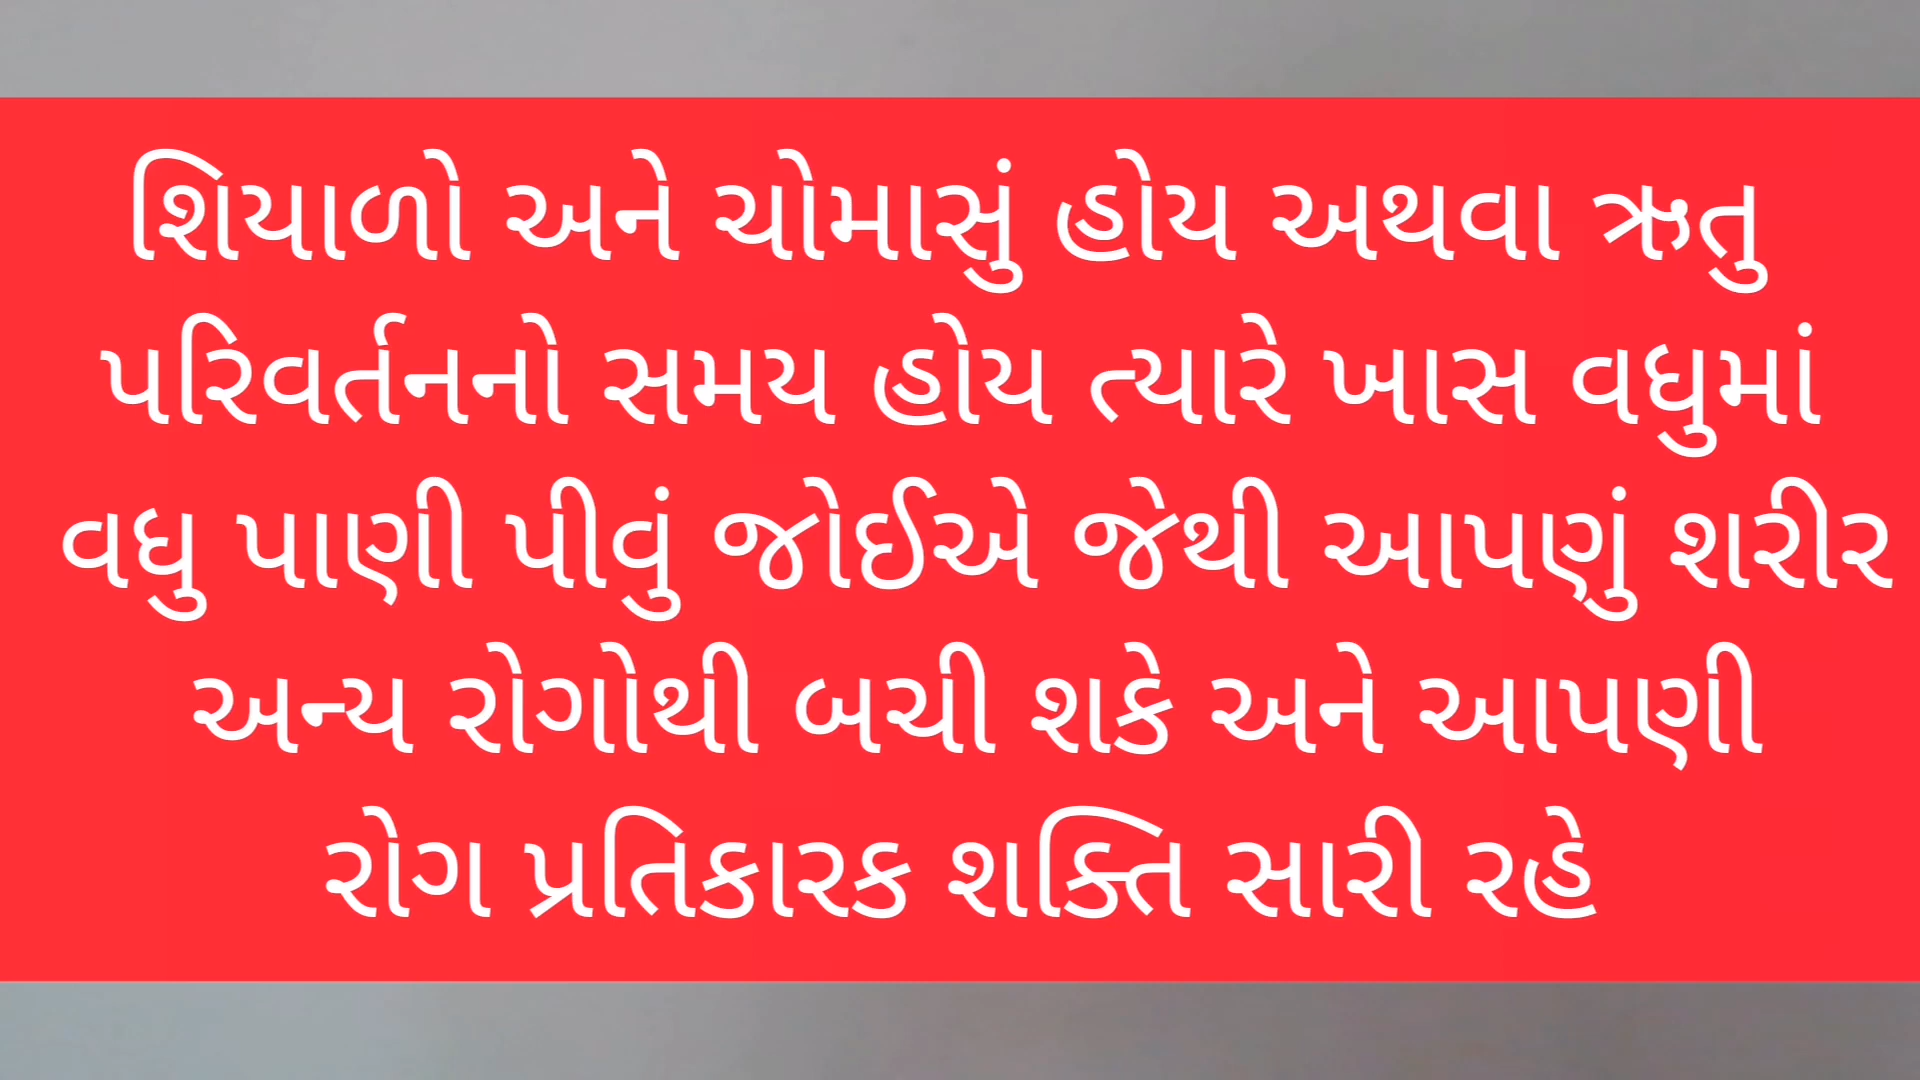 શિયાળો અને ચોમાસું હોય અથવા ઋતુ
પરિવર્તનનો સમય હોય ત્યારે ખાસ વધુમાં
વધુ પાણી પીવું જોઈએ જેથી આપણું શરીર
અન્ય રોગોથી બચી શકે અને આપણી
રોગ પ્રતિકારક શક્તિ સારી રહે